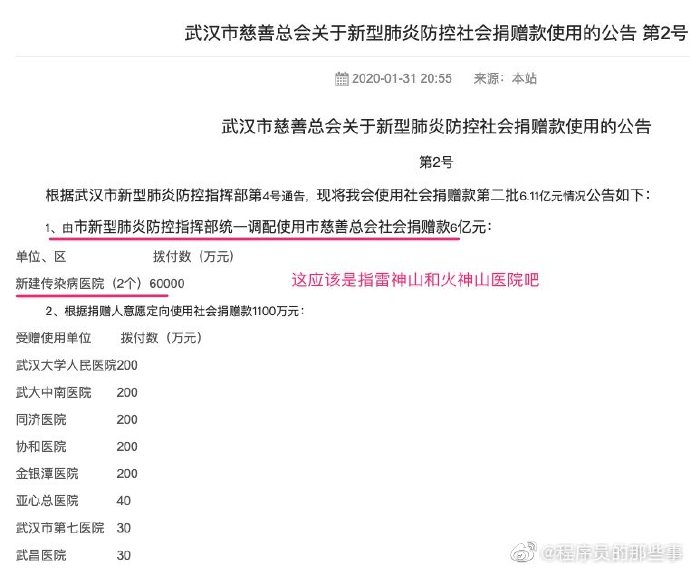 武汉市慈善总会关于新型肺炎防控社会捐赠款使用的公告 第2号
2020-01-31 20:55 来源：本站
武汉市慈善总会关于新型肺炎防控社会捐赠款使用的公告
第2号
根据武汉市新型肺炎防控指挥部第4号通告，现将我会使用社会捐赠款第二批6.11亿元情况公告如下：
1、由市新型肺炎防控指挥部统一调配使用市慈善总会社会捐赠款6亿元：
单位、区 拨付数（万元）
新建传染病医院（2个）60000
这应该是指雷神山和火神山医院吧
2、根据捐赠人意愿定向使用社会捐赠款1100万元：
受赠使用单位 拨付数（万元）
武汉大学人民医院200
武大中南医院 200
同济医院 200
协和医院 200
金银潭医院 200
亚心总医院 40
武汉市第七医院 30
武昌医院 30
@程序员的那些事